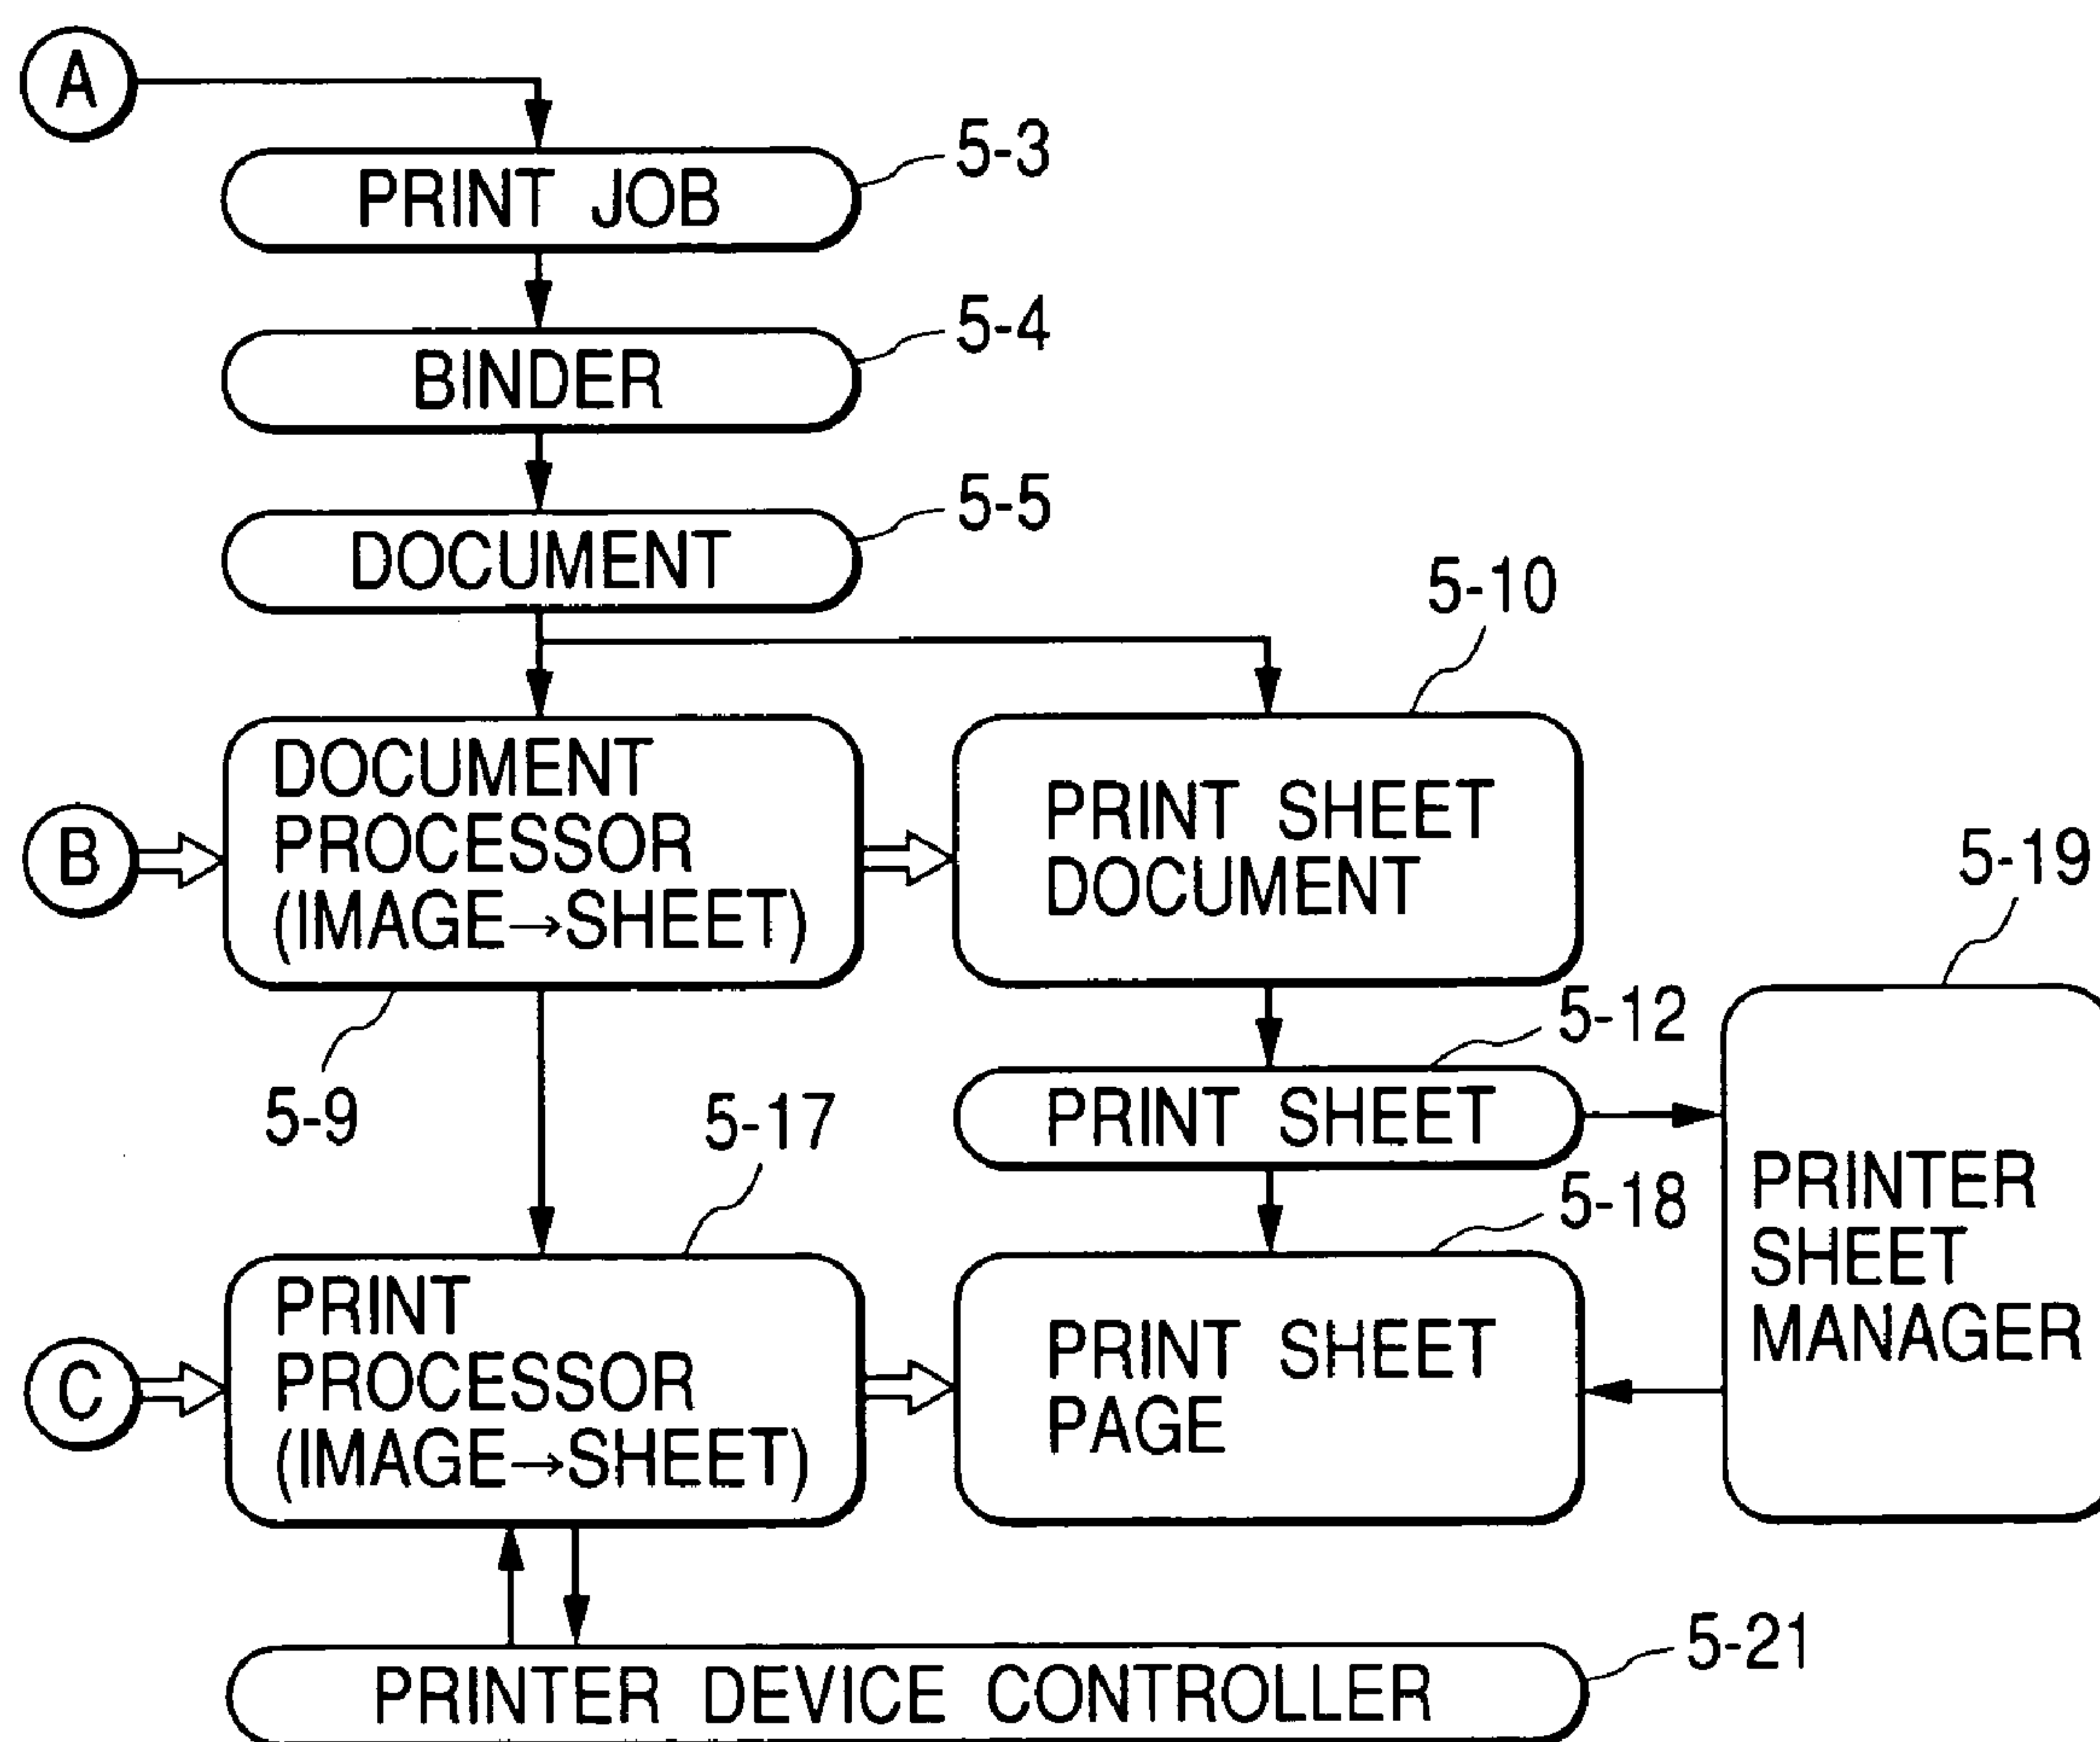 A
5-3
PRINT JOB
5-4
BINDER
5-5
DOCUMENT
5-10
B
DOCUMENT
PROCESSOR
(IMAGE→SHEET)
PRINT SHEET
DOCUMENT
5-19
5-9
5-12
PRINT SHEET
5-17
5-18
PRINTER
SHEET
MANAGER
C
PRINT
PROCESSOR
(IMAGE→SHEET)
PRINT SHEET
PAGE
5-21
PRINTER DEVICE CONTROLLER